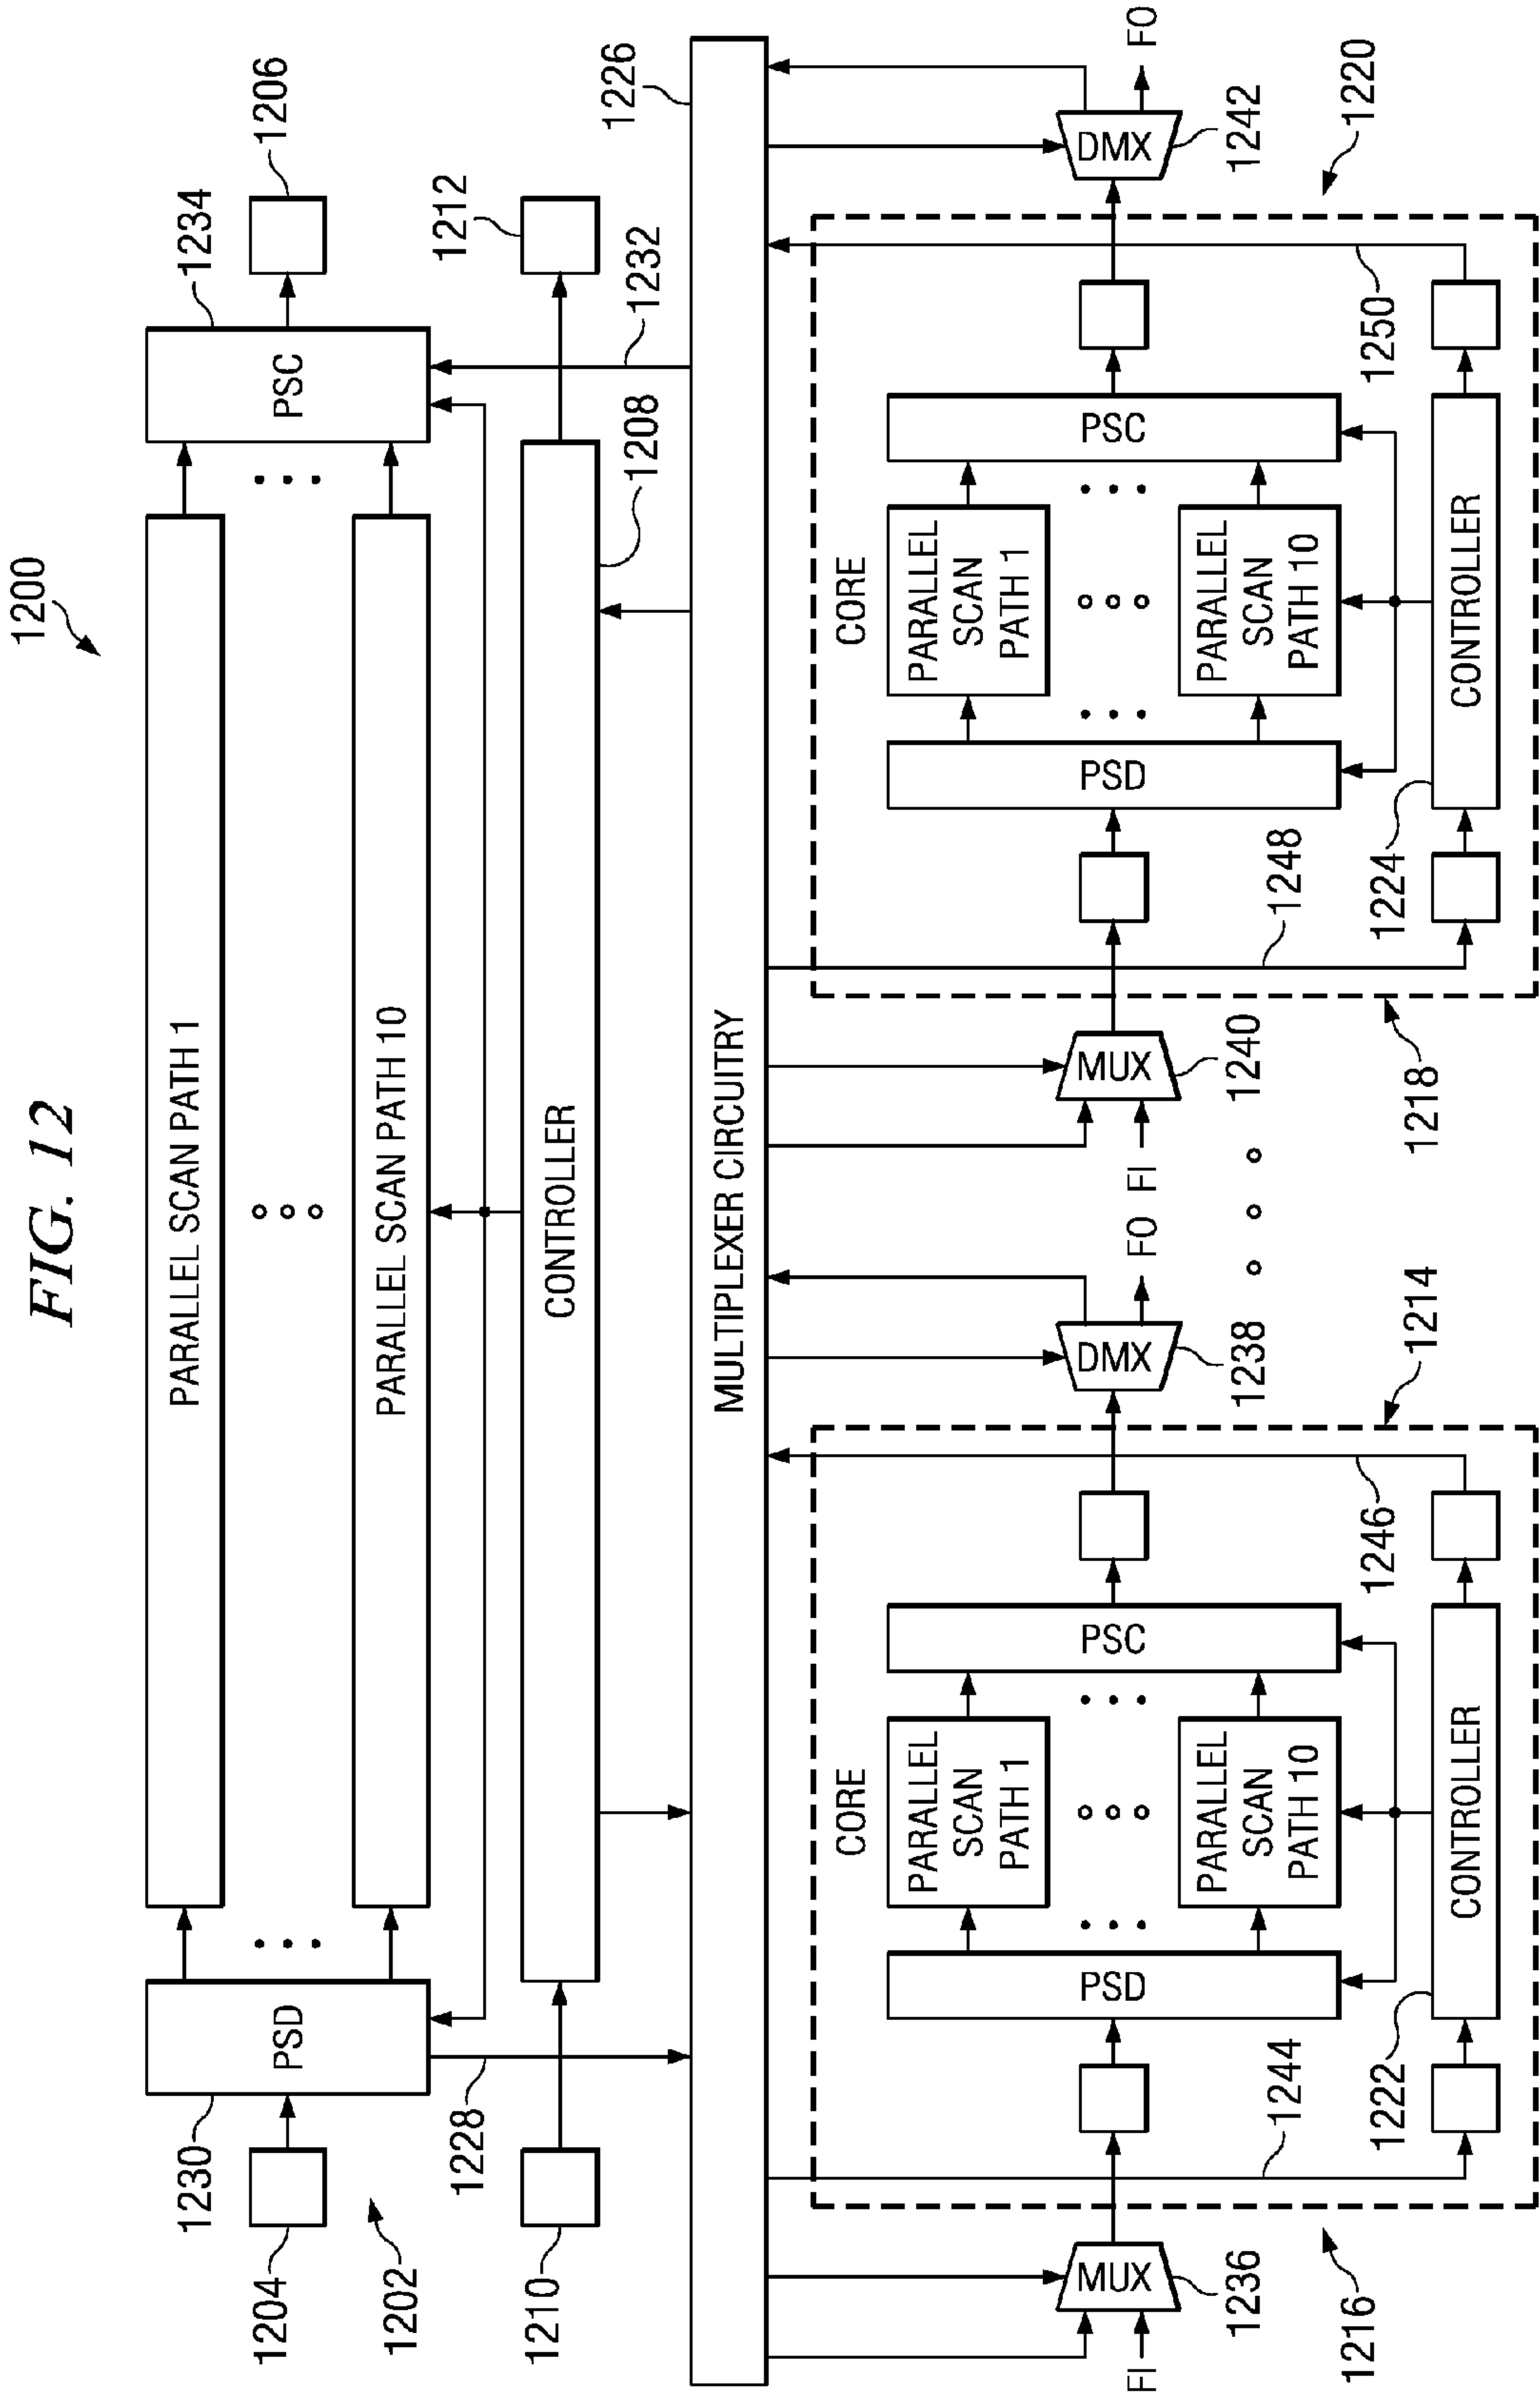 FIG. 12
1200
1230
PSD
PARALLEL SCAN PATH 1
PSC
1234
1204
1206
1202
PARALLEL SCAN PATH 10
1228
1212
1210
CONTROLLER
1232
1208
MULTIPLEXER CIRCUITRY
1226
CORE
CORE
PSD
PARALLEL
SCAN
PATH 1
PSC
PSD
PARALLEL
SCAN
PATH 1
PSC
MUX
DMX
MUX
DMX
FI
FO
FI
FO
1236
1238
1240
1242
PARALLEL
SCAN
PATH 10
PARALLEL
SCAN
PATH 10
1244
1248
1216
1220
1222
1246
1214
1218
1224
1250
CONTROLLER
CONTROLLER